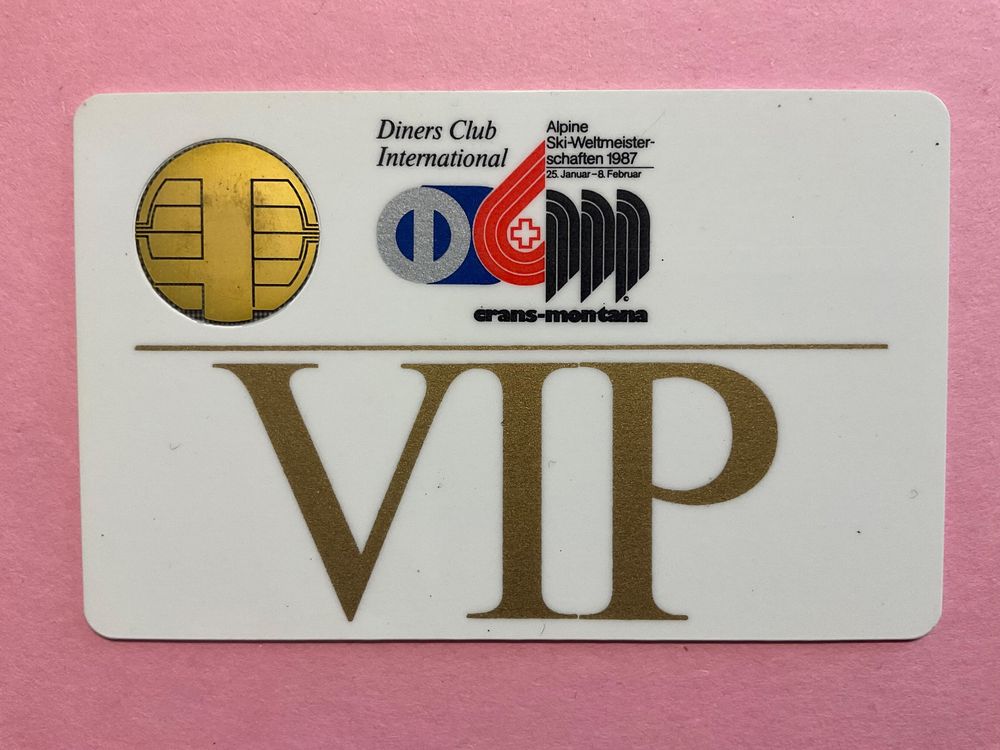 Diners Club
International
Alpine
Ski-Weltmeister-
schaften 1987
25. Januar–8. Februar
©
crans-montana
VIP